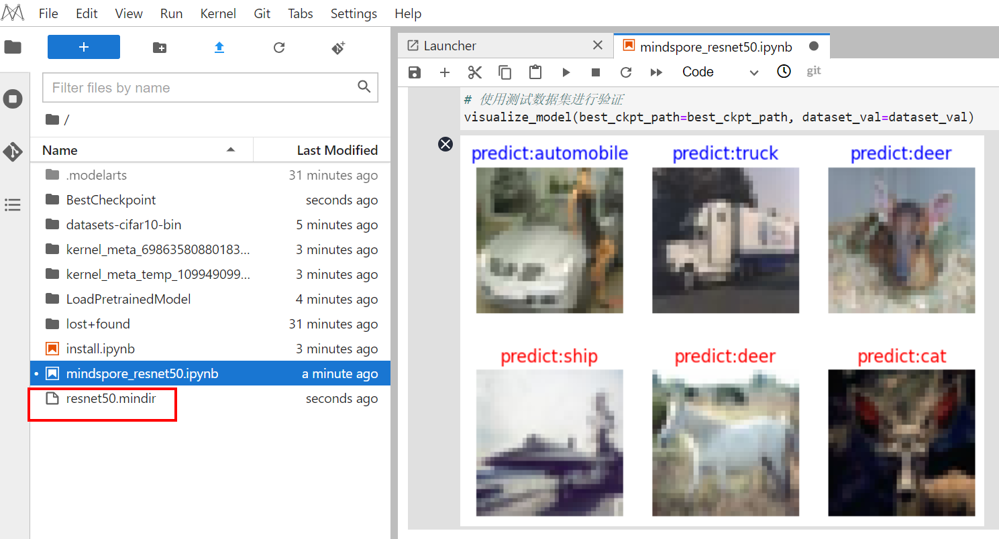 File Edit View Run Kernel Git Tabs Settings Help
Filter files by name
/
Name Last Modified
.modelarts 31 minutes ago
BestCheckpoint seconds ago
datasets-cifar10-bin 5 minutes ago
kernel_meta_69863580880183... 3 minutes ago
kernel_meta_temp_109949099... 3 minutes ago
LoadPretrainedModel 4 minutes ago
lost+found 31 minutes ago
install.ipynb 3 minutes ago
mindspore_resnet50.ipynb a minute ago
resnet50.mindir seconds ago
Launcher mindspore_resnet50.ipynb
Code git
# 使用测试数据集进行验证
visualize_model(best_ckpt_path=best_ckpt_path, dataset_val=dataset_val)
predict:automobile predict:truck predict:deer
predict:ship predict:deer predict:cat